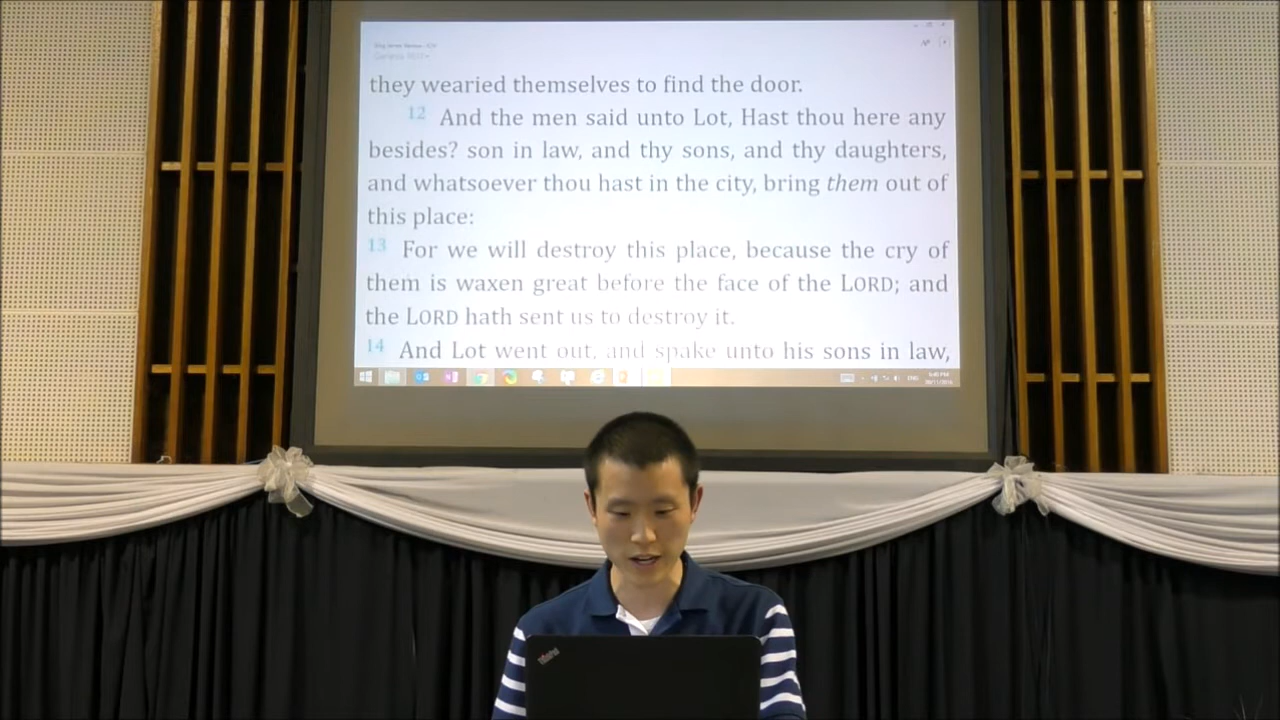 they wearied themselves to find the door.
12 And the men said unto Lot, Hast thou here any
besides? son in law, and thy sons, and thy daughters,
and whatsoever thou hast in the city, bring them out of
this place:
13 For we will destroy this place, because the cry of
them is waxen great before the face of the LORD; and
the LORD hath sent us to destroy it.
14 And Lot went out, and spake unto his sons in law,
ThinkPad